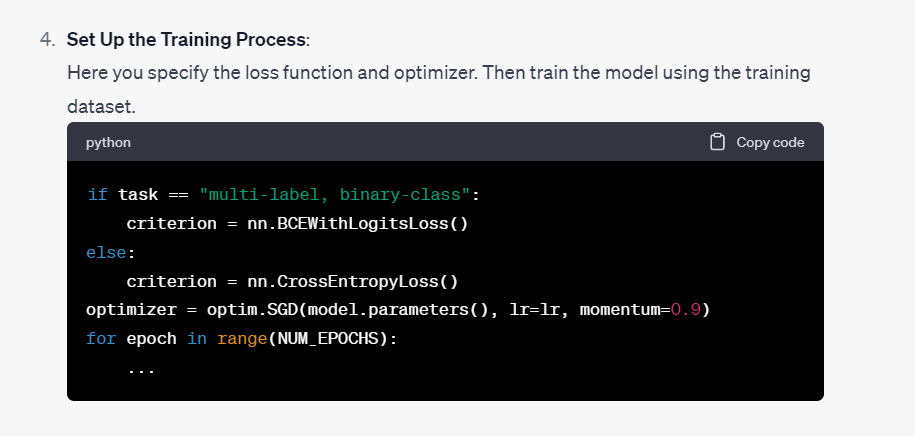 4. Set Up the Training Process:
Here you specify the loss function and optimizer. Then train the model using the training
dataset.
python
Copy code
if task == "multi-label, binary-class":
    criterion = nn.BCEWithLogitsLoss()
else:
    criterion = nn.CrossEntropyLoss()
optimizer = optim.SGD(model.parameters(), lr=lr, momentum=0.9)
for epoch in range(NUM_EPOCHS):
    ...